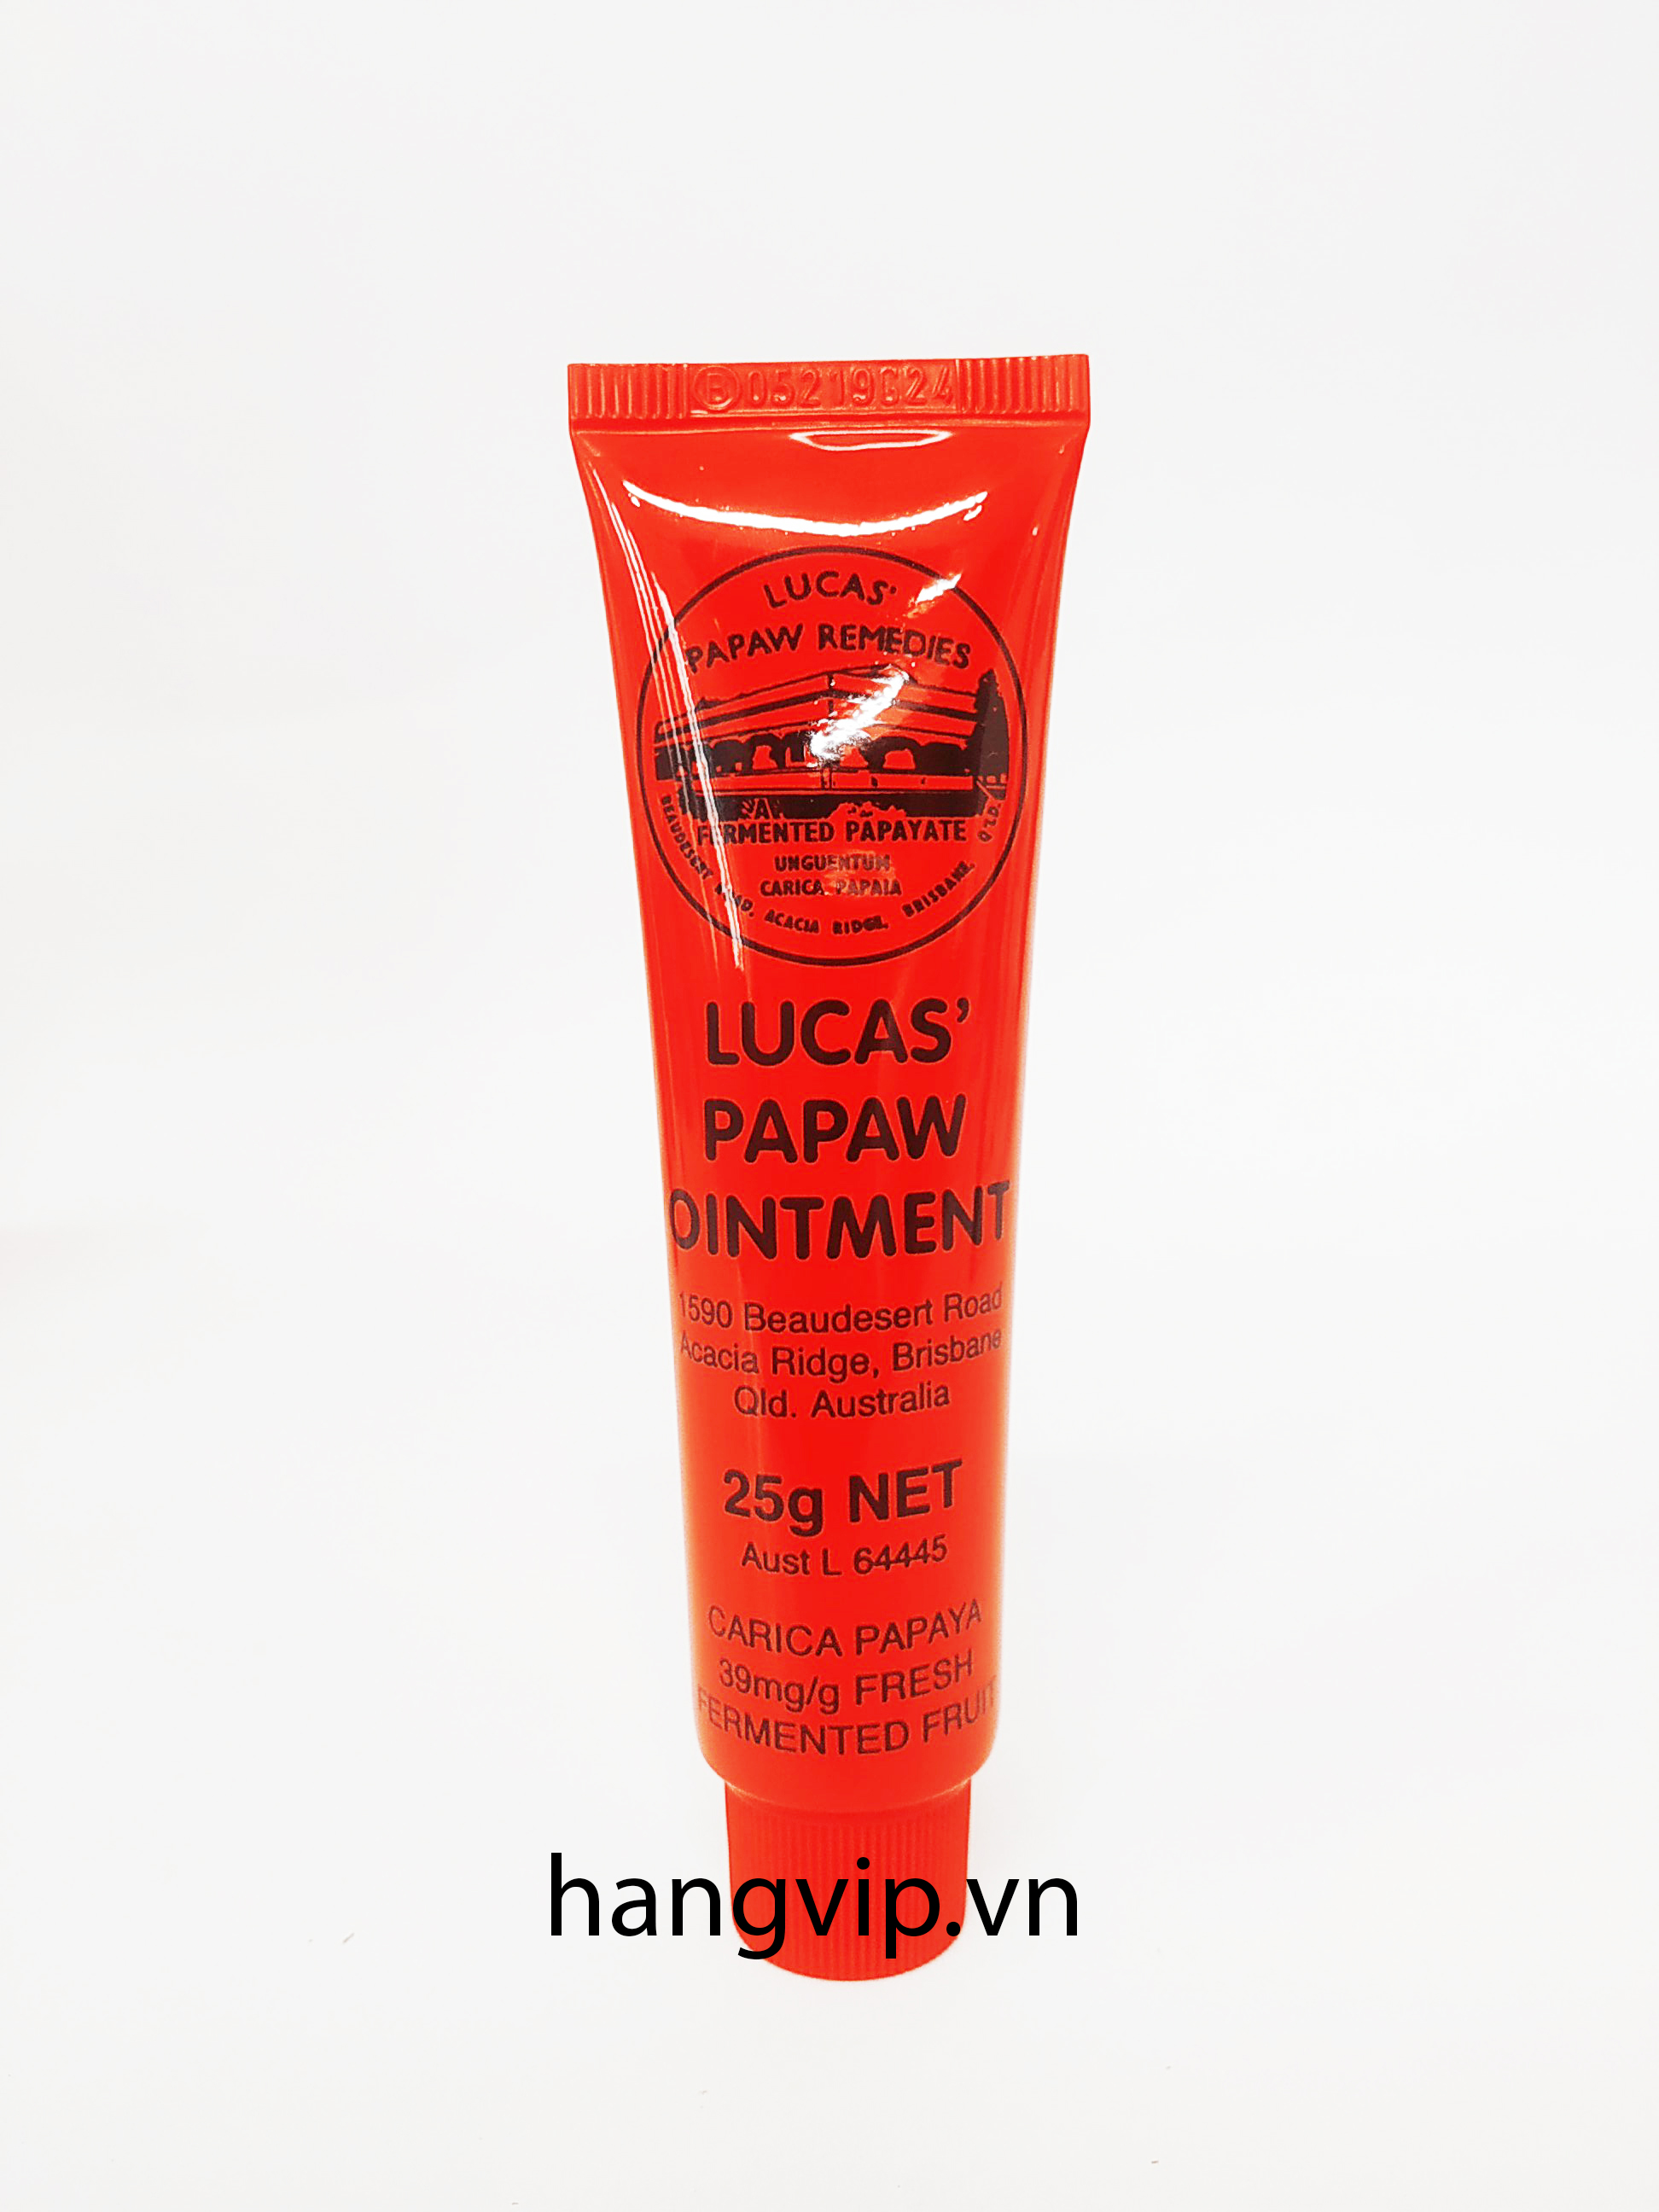 B 05219G24
LUCAS'
PAPAW REMEDIES
FERMENTED PAPAYATE
UNGUENTUM
CARICA PAPAIA
BEAUDESERT ROAD, ACACIA RIDGE, BRISBANE, QLD.
LUCAS'
PAPAW
OINTMENT
1590 Beaudesert Road
Acacia Ridge, Brisbane
Qld. Australia
25g NET
Aust L 64445
CARICA PAPAYA
39mg/g FRESH
FERMENTED FRUIT
hangvip.vn